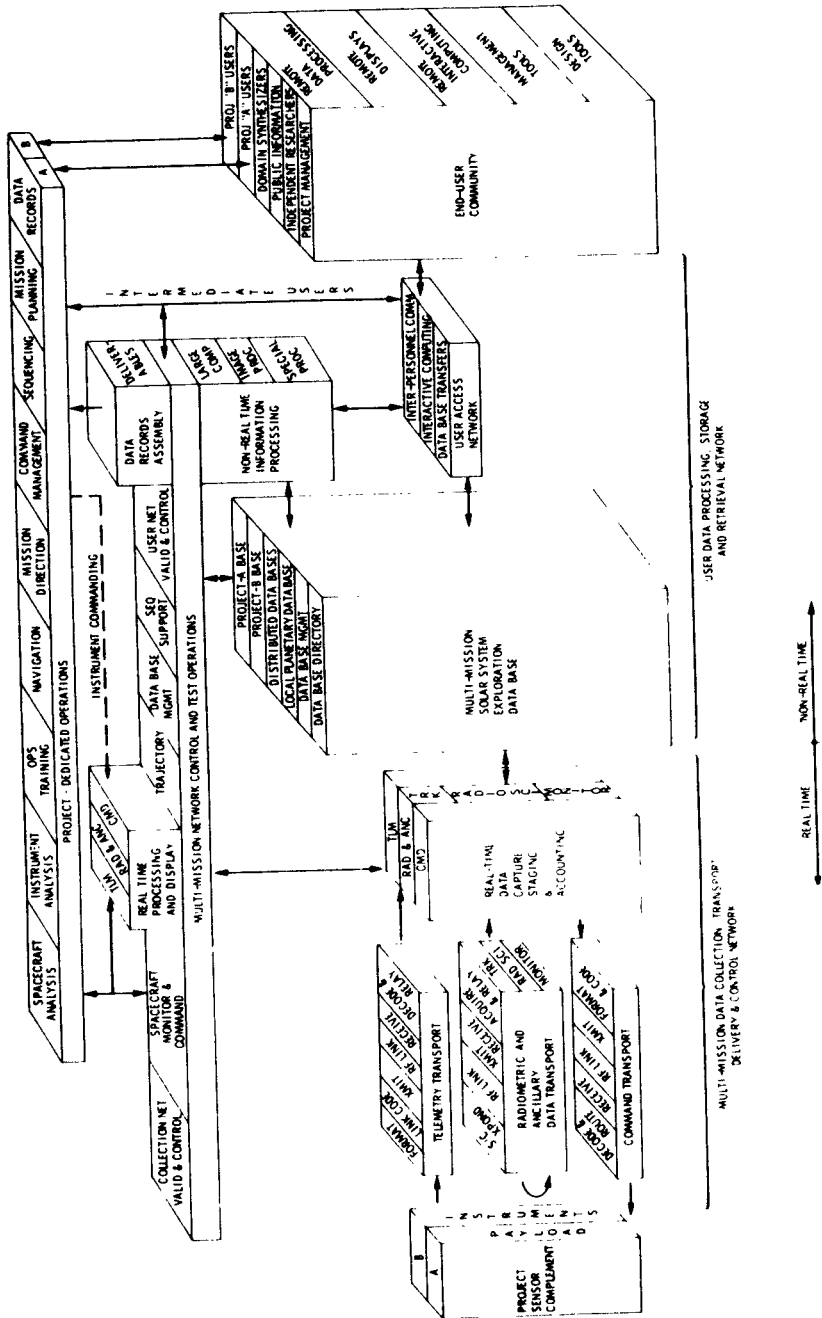 SPACECRAFT
ANALYSIS
INSTRUMENT
ANALYSIS
OPS
TRAINING
NAVIGATION
MISSION
DIRECTION
COMMAND
MANAGEMENT
SEQUENCING
MISSION
PLANNING
DATA
RECORDS
A
B
PROJECT - DEDICATED OPERATIONS
INSTRUMENT COMMANDING
TLM
RAD & ANC
CMD
REAL TIME
PROCESSING
AND DISPLAY
COLLECTION NET
VALID & CONTROL
SPACECRAFT
MONITOR &
COMMAND
TRAJECTORY
DATA BASE
MGMT
SEQ
SUPPORT
USER NET
VALID & CONTROL
MULTI-MISSION NETWORK CONTROL AND TEST OPERATIONS
DATA
RECORDS
ASSEMBLY
DELIVER-
ABLES
LARGE
COMP
IMAGE
PROC
SPECIAL
PROC
NON-REAL TIME
INFORMATION
PROCESSING
INTERMEDIATE USERS
PROJ "B" USERS
PROJ "A" USERS
DOMAIN SYNTHESIZERS
PUBLIC INFORMATION
INDEPENDENT RESEARCHERS
PROJECT MANAGEMENT
REMOTE
DATA
PROCESSING
REMOTE
DISPLAYS
REMOTE
INTERACTIVE
COMPUTING
MANAGEMENT
TOOLS
DESIGN
TOOLS
END-USER
COMMUNITY
INTER-PERSONNEL COMM
INTERACTIVE COMPUTING
DATA BASE TRANSFERS
USER ACCESS
NETWORK
PROJECT-A BASE
PROJECT-B BASE
DISTRIBUTED DATA BASES
LOCAL PLANETARY DATA BASE
DATA BASE MGMT
DATA BASE DIRECTORY
MULTI-MISSION
SOLAR SYSTEM
EXPLORATION
DATA BASE
TLM
RAD & ANC
CMD
TRK
RADIO SCI
MONITOR
REAL-TIME
DATA
CAPTURE
STAGING
&
ACCOUNTING
FORMAT
LINK CODE
XMIT
RF LINK
RECEIVE
DECODE &
RELAY
TELEMETRY TRANSPORT
S/C
XPOND
RF LINK
XMIT
RECEIVE
ACQUIRE
& RELAY
TRK
RAD SCI
MONITOR
RADIOMETRIC AND
ANCILLARY
DATA TRANSPORT
DECODE &
ROUTE
RECEIVE
RF LINK
XMIT
FORMAT
& CODE
COMMAND TRANSPORT
B
A
INSTRUMENTS
PAYLOAD
PROJECT
SENSOR
COMPLEMENT
MULTI-MISSION DATA COLLECTION, TRANSPORT
DELIVERY & CONTROL NETWORK
USER DATA PROCESSING, STORAGE
AND RETRIEVAL NETWORK
REAL TIME
NON-REAL TIME